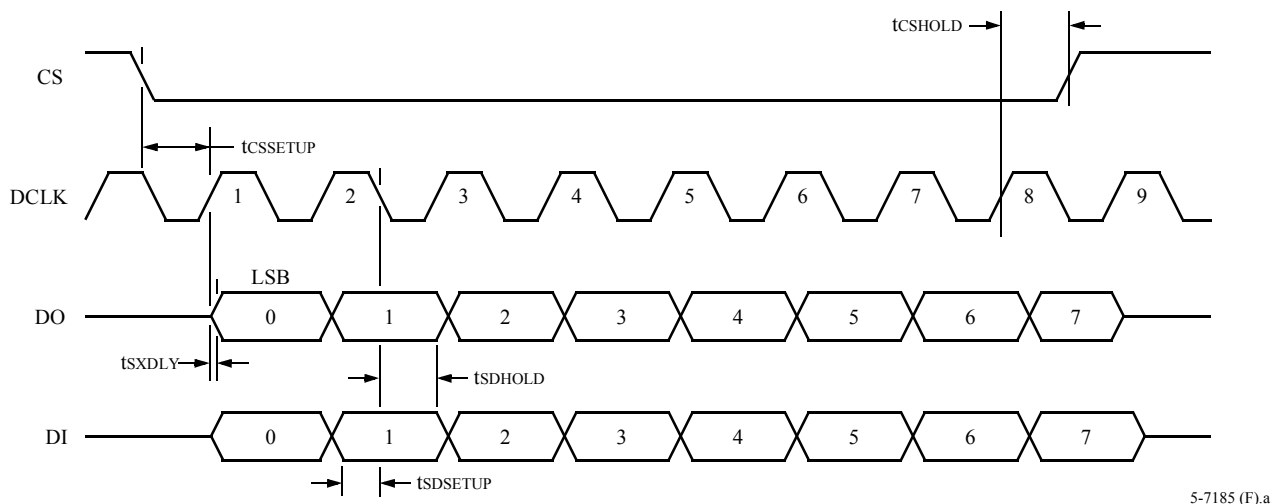 tCSHOLD
CS
tCSSETUP
DCLK 1 2 3 4 5 6 7 8 9
LSB
DO 0 1 2 3 4 5 6 7
tSXDLY
tSDHOLD
DI 0 1 2 3 4 5 6 7
tSDSETUP
5-7185 (F).a